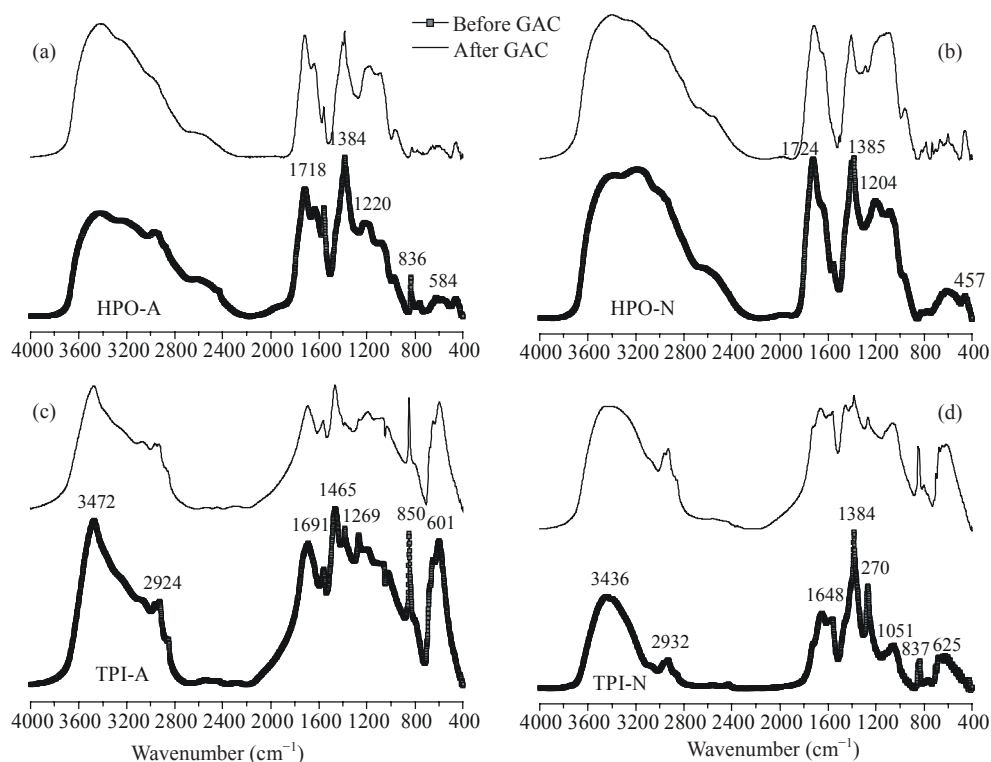 Before GAC
After GAC
(a)
1718
1384
1220
836
584
HPO-A
4000 3600 3200 2800 2400 2000 1600 1200 800 400
(b)
1724
1385
1204
457
HPO-N
4000 3600 3200 2800 2400 2000 1600 1200 800 400
(c)
3472
2924
1691
1465
1269
850
601
TPI-A
4000 3600 3200 2800 2400 2000 1600 1200 800 400
Wavenumber (cm⁻¹)
(d)
3436
2932
1648
1384
270
1051
837
625
TPI-N
4000 3600 3200 2800 2400 2000 1600 1200 800 400
Wavenumber (cm⁻¹)